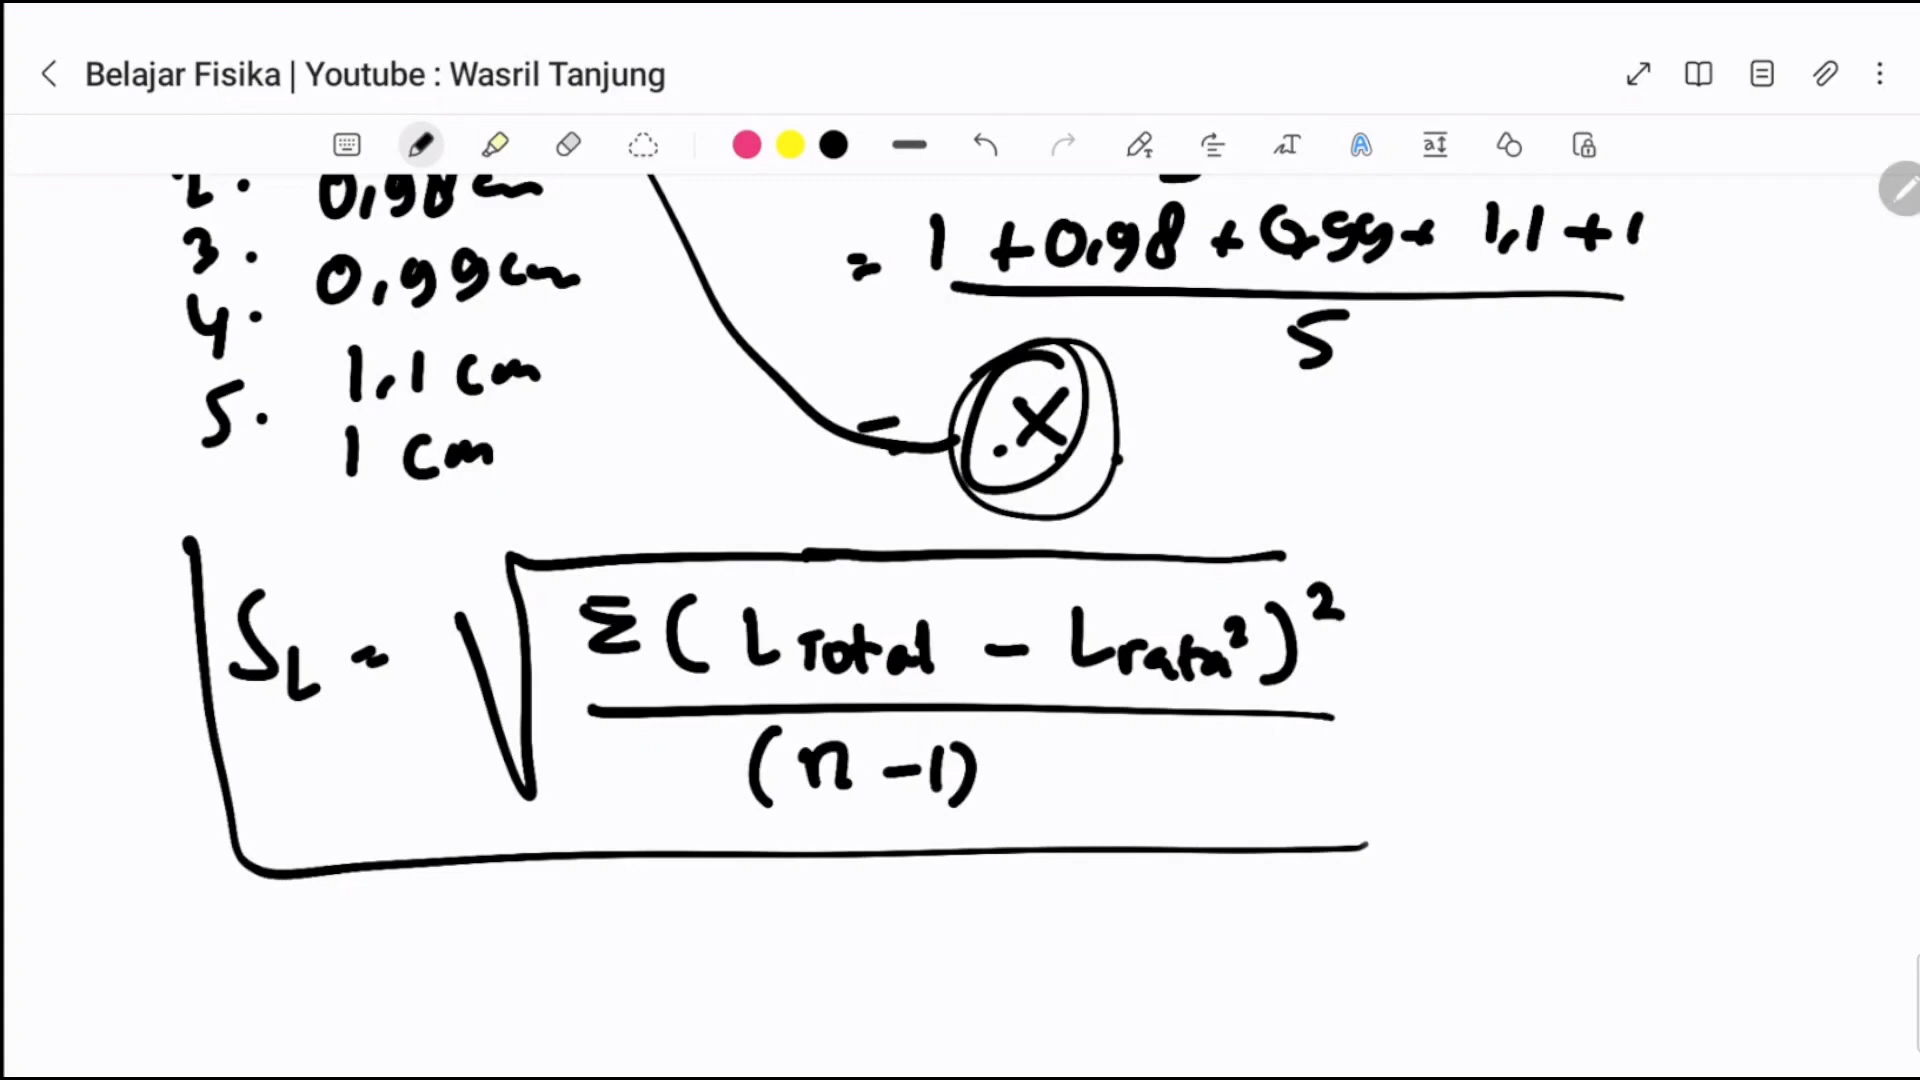 Belajar Fisika | Youtube : Wasril Tanjung
2. 0,98 cm
3. 0,99 cm
4. 1,1 cm
5. 1 cm
= 1 + 0,98 + 0,99 + 1,1 + 1
5
= x
S_L = √ Σ ( L Total - L rata² )²
(n - 1)